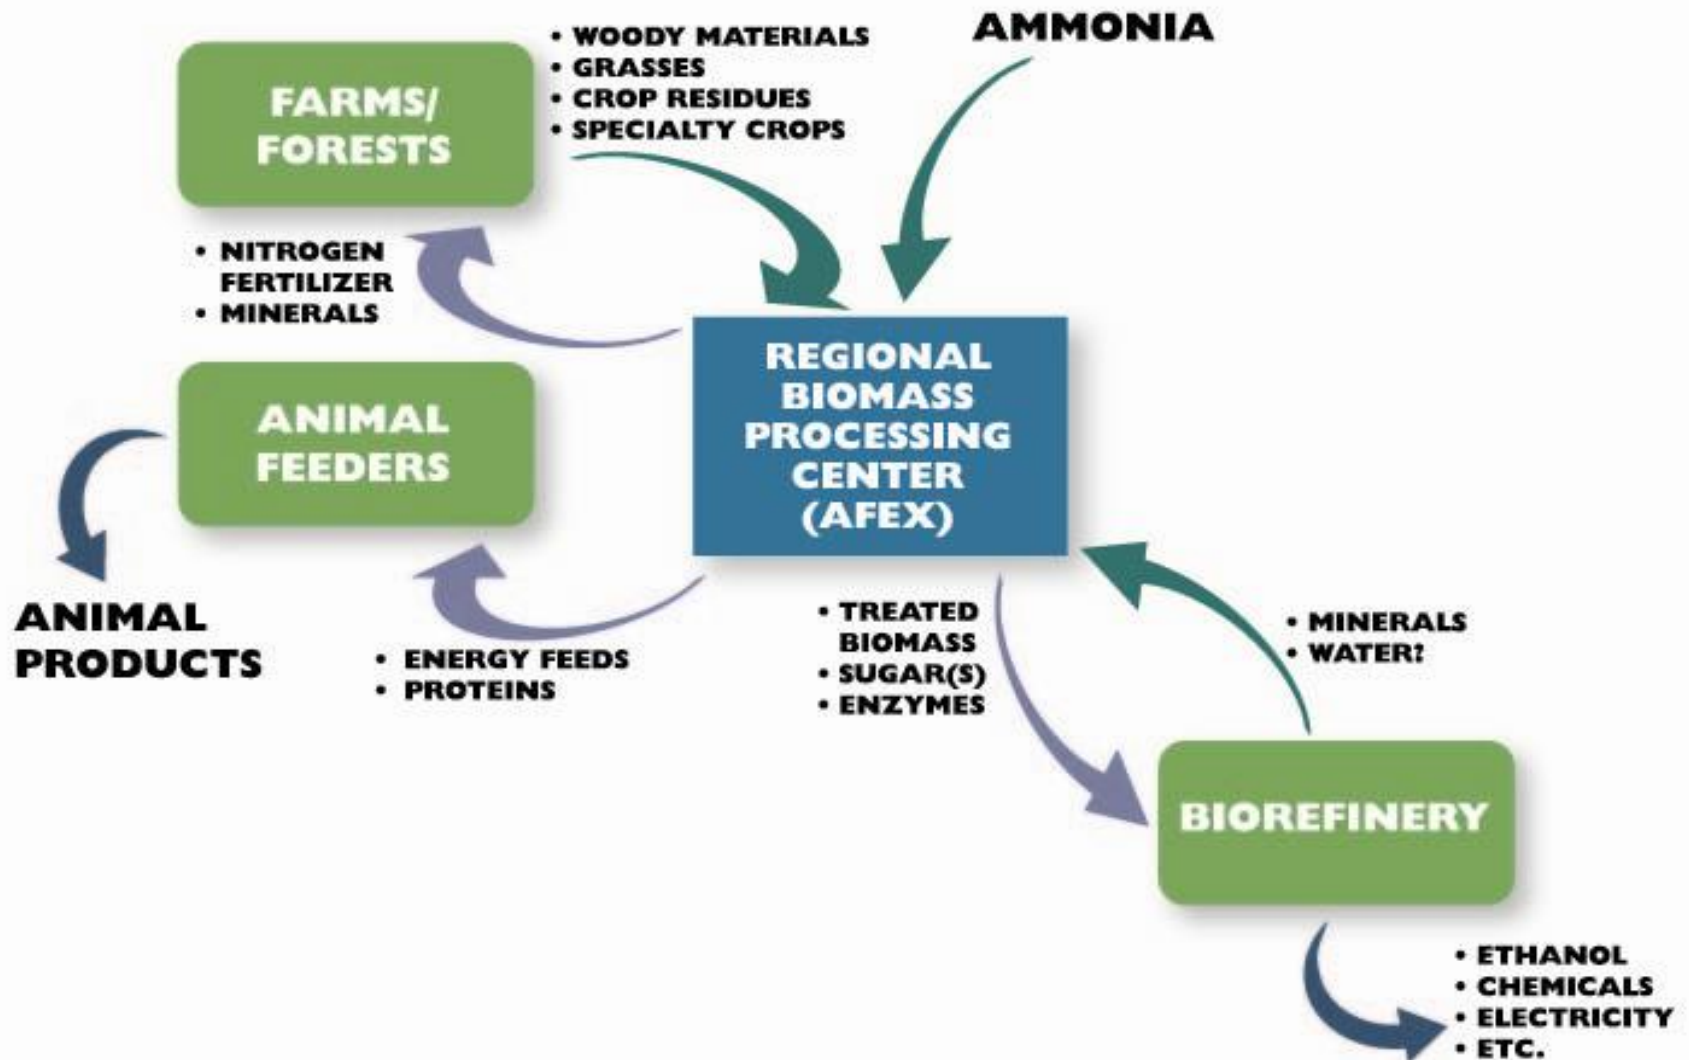 AMMONIA
• WOODY MATERIALS
• GRASSES
• CROP RESIDUES
• SPECIALTY CROPS
FARMS/
FORESTS
• NITROGEN
FERTILIZER
• MINERALS
REGIONAL
BIOMASS
PROCESSING
CENTER
(AFEX)
ANIMAL
FEEDERS
ANIMAL
PRODUCTS
• ENERGY FEEDS
• PROTEINS
• TREATED
BIOMASS
• SUGAR(S)
• ENZYMES
• MINERALS
• WATER?
BIOREFINERY
• ETHANOL
• CHEMICALS
• ELECTRICITY
• ETC.